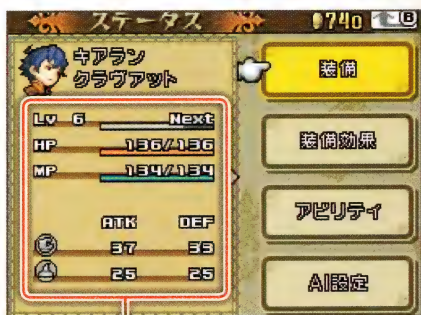 ステータス
740 B
キアラン
クラヴァット
Lv 6 Next
HP 136/136
MP 134/134
ATK DEF
37 33
25 25
装備
装備効果
アビリティ
AI設定